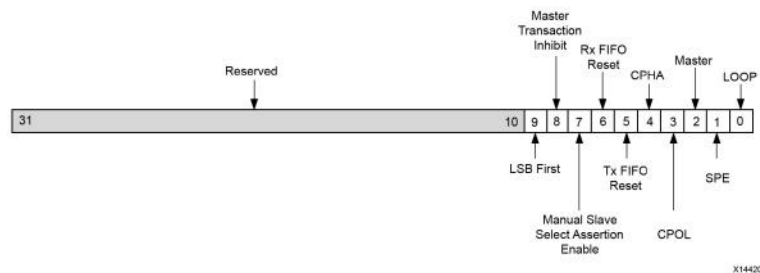 Master
Transaction
Inhibit
Rx FIFO
Reset
Reserved
CPHA
Master
LOOP
31
10
9
8
7
6
5
4
3
2
1
0
LSB First
Tx FIFO
Reset
SPE
Manual Slave
Select Assertion
Enable
CPOL
X14420